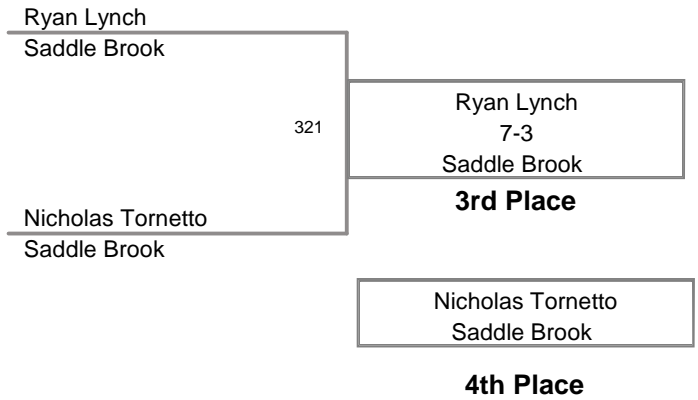 Ryan Lynch
Saddle Brook
321
Ryan Lynch
7-3
Saddle Brook
3rd Place
Nicholas Tornetto
Saddle Brook
Nicholas Tornetto
Saddle Brook
4th Place